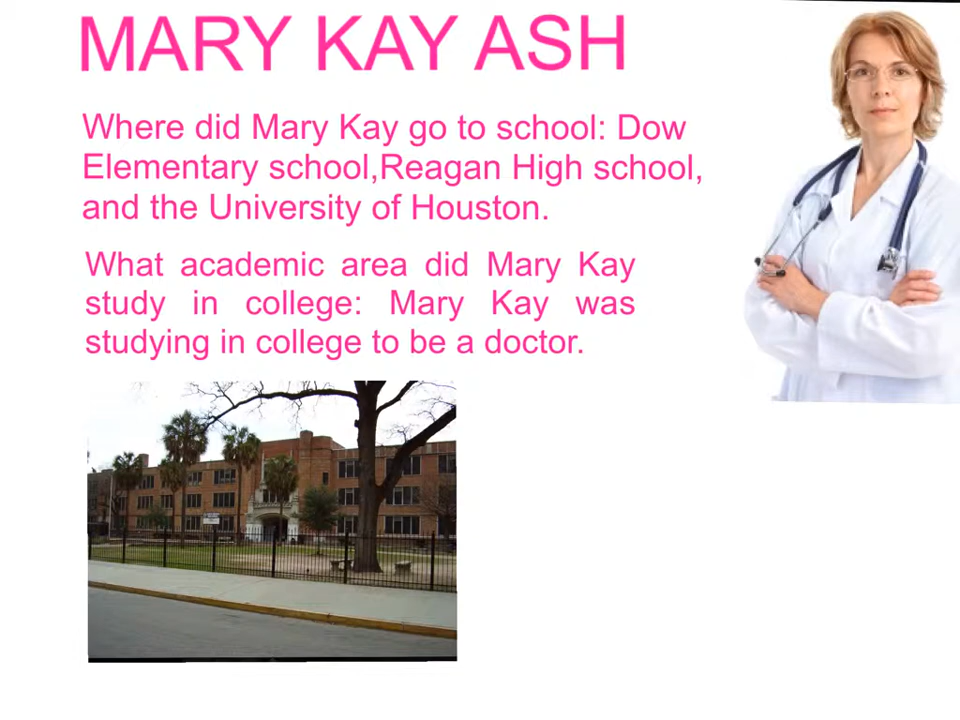 MARY KAY ASH
Where did Mary Kay go to school: Dow
Elementary school,Reagan High school,
and the University of Houston.
What academic area did Mary Kay
study in college: Mary Kay was
studying in college to be a doctor.